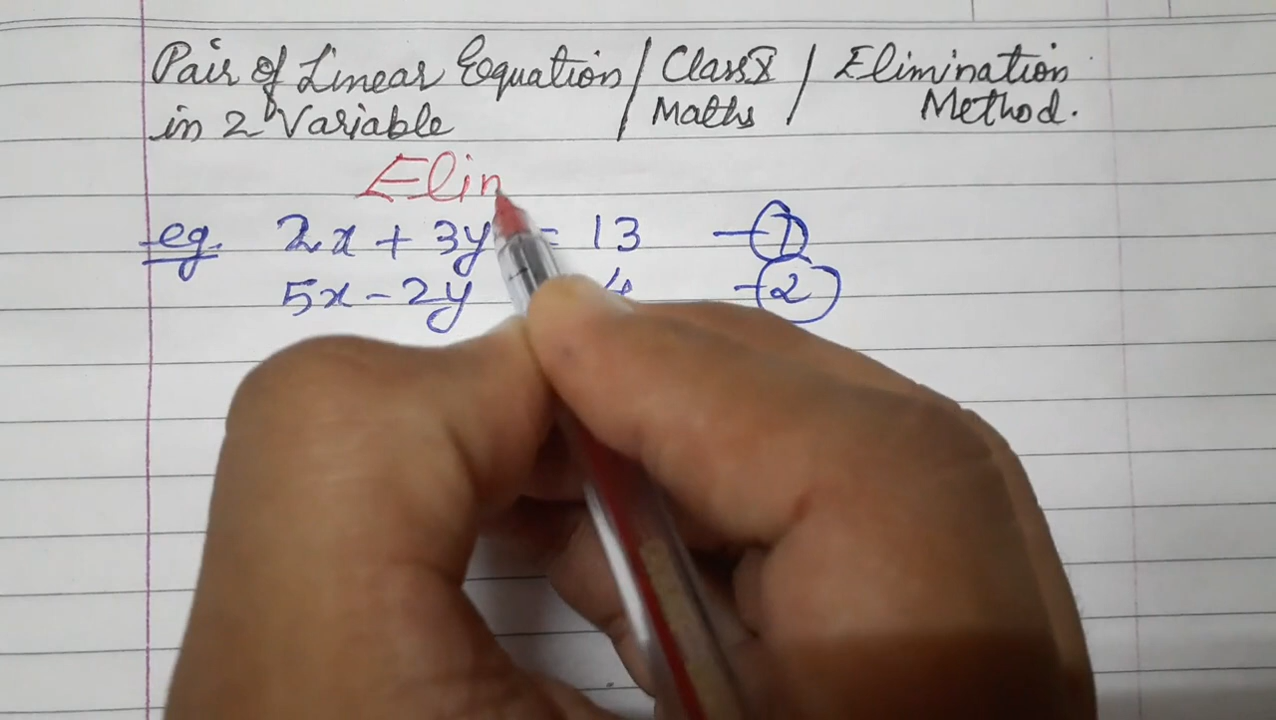 Pair of Linear Equation / Class X / Elimination
in 2 Variable / Maths / Method.
Elin
eg. 2x + 3y = 13 - 1
5x - 2y 4 - 2